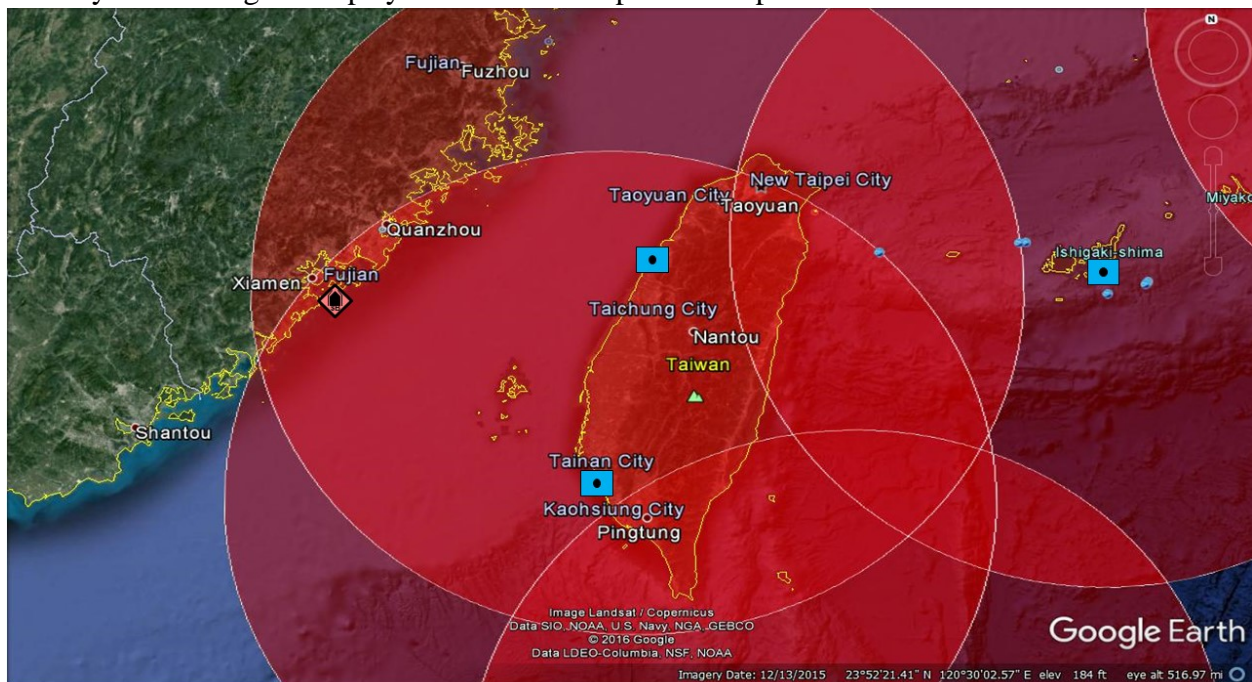 Fujian
Fuzhou
New Taipei City
Taoyuan City
Taoyuan
Miyako
Quanzhou
Ishigaki-shima
Xiamen
Fujian
Taichung City
Nantou
Taiwan
Shantou
Tainan City
Kaohsiung City
Pingtung
Image Landsat / Copernicus
Data SIO, NOAA, U.S. Navy, NGA, GEBCO
© 2016 Google
Data LDEO-Columbia, NSF, NOAA
Google Earth
Imagery Date: 12/13/2015 23°52'21.41" N 120°30'02.57" E elev 184 ft eye alt 516.97 mi
N